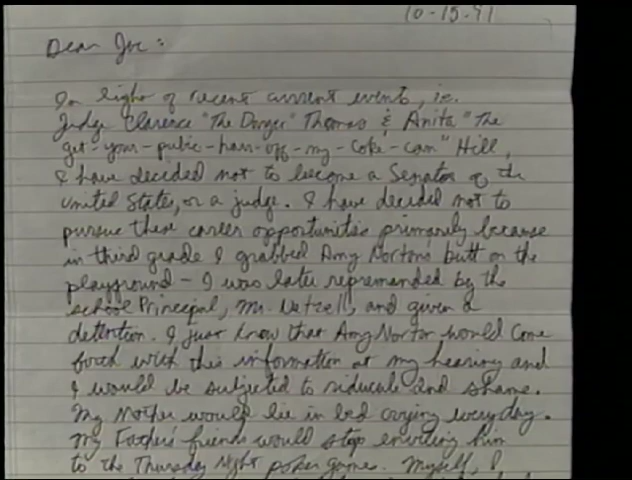 10-15-91
Dear Joe:
In light of recent current events, i.e.
Judge Clarence "The Donger" Thomas & Anita "The
get-your-pubic-hair-off-my-coke-can" Hill,
I have decided not to become a Senator of the
United States, or a judge. I have decided not to
pursue these career opportunities primarily because
in third grade I grabbed Amy Norton's butt on the
playground - I was later repremanded by the
school Principal, Mr. and given a
detention. I just know that Amy Norton would come
forth with this information at my hearing and
I would be subjected to ridicule and shame.
My Mother would lie in bed crying everyday.
My Father's friends would stop inviting him
to the Thursday Night poker game. Myself, I